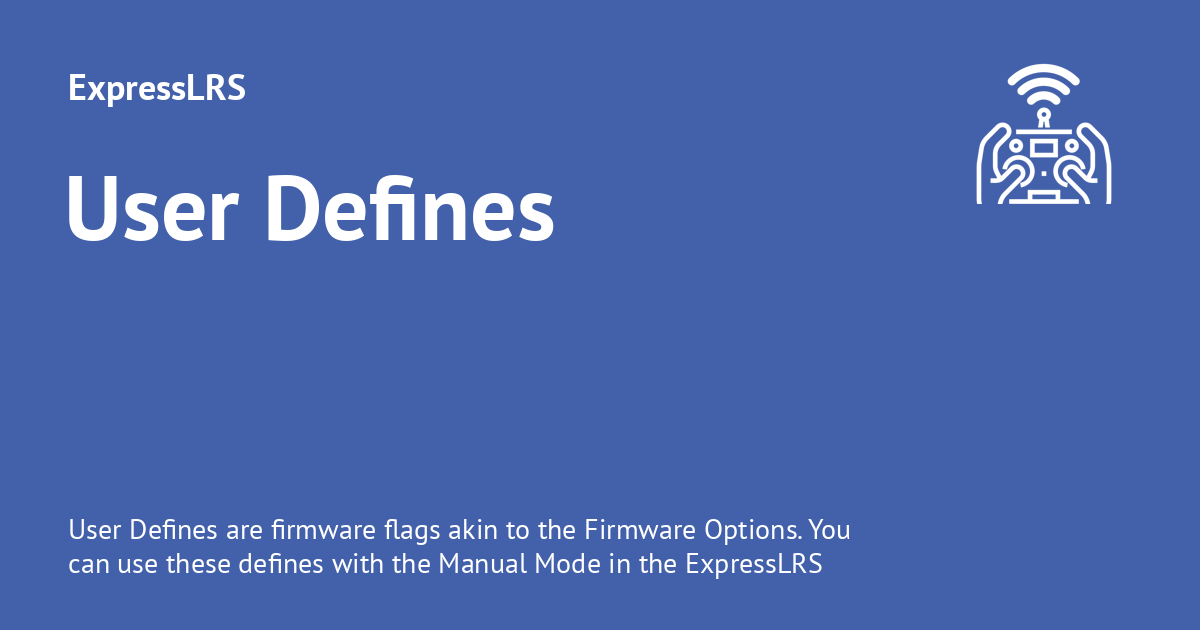 ExpressLRS
User Defines
User Defines are firmware flags akin to the Firmware Options. You
can use these defines with the Manual Mode in the ExpressLRS